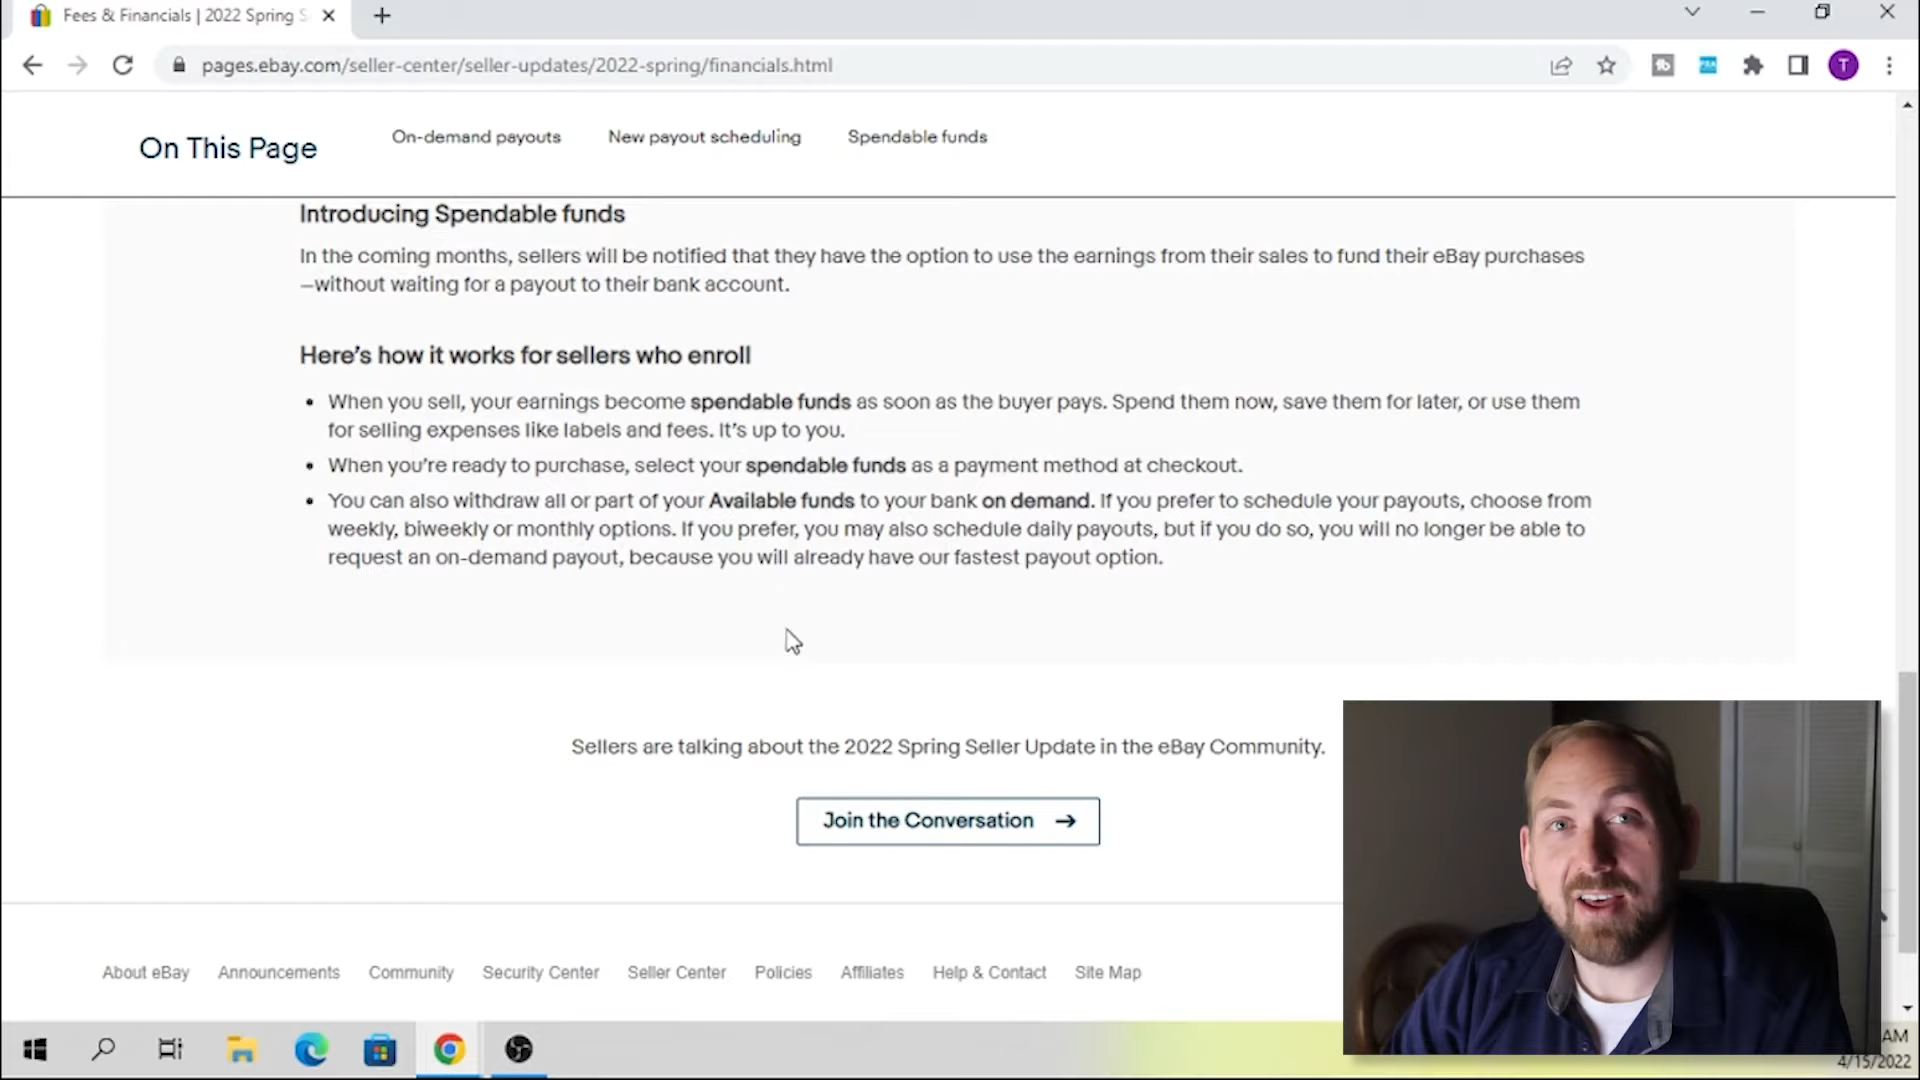 Fees & Financials | 2022 Spring S
pages.ebay.com/seller-center/seller-updates/2022-spring/financials.html
T
On This Page
On-demand payouts
New payout scheduling
Spendable funds
Introducing Spendable funds
In the coming months, sellers will be notified that they have the option to use the earnings from their sales to fund their eBay purchases
—without waiting for a payout to their bank account.
Here’s how it works for sellers who enroll
• When you sell, your earnings become spendable funds as soon as the buyer pays. Spend them now, save them for later, or use them
for selling expenses like labels and fees. It’s up to you.
• When you’re ready to purchase, select your spendable funds as a payment method at checkout.
• You can also withdraw all or part of your Available funds to your bank on demand. If you prefer to schedule your payouts, choose from
weekly, biweekly or monthly options. If you prefer, you may also schedule daily payouts, but if you do so, you will no longer be able to
request an on-demand payout, because you will already have our fastest payout option.
Sellers are talking about the 2022 Spring Seller Update in the eBay Community.
Join the Conversation →
About eBay Announcements Community Security Center Seller Center Policies Affiliates Help & Contact Site Map
AM
4/15/2022